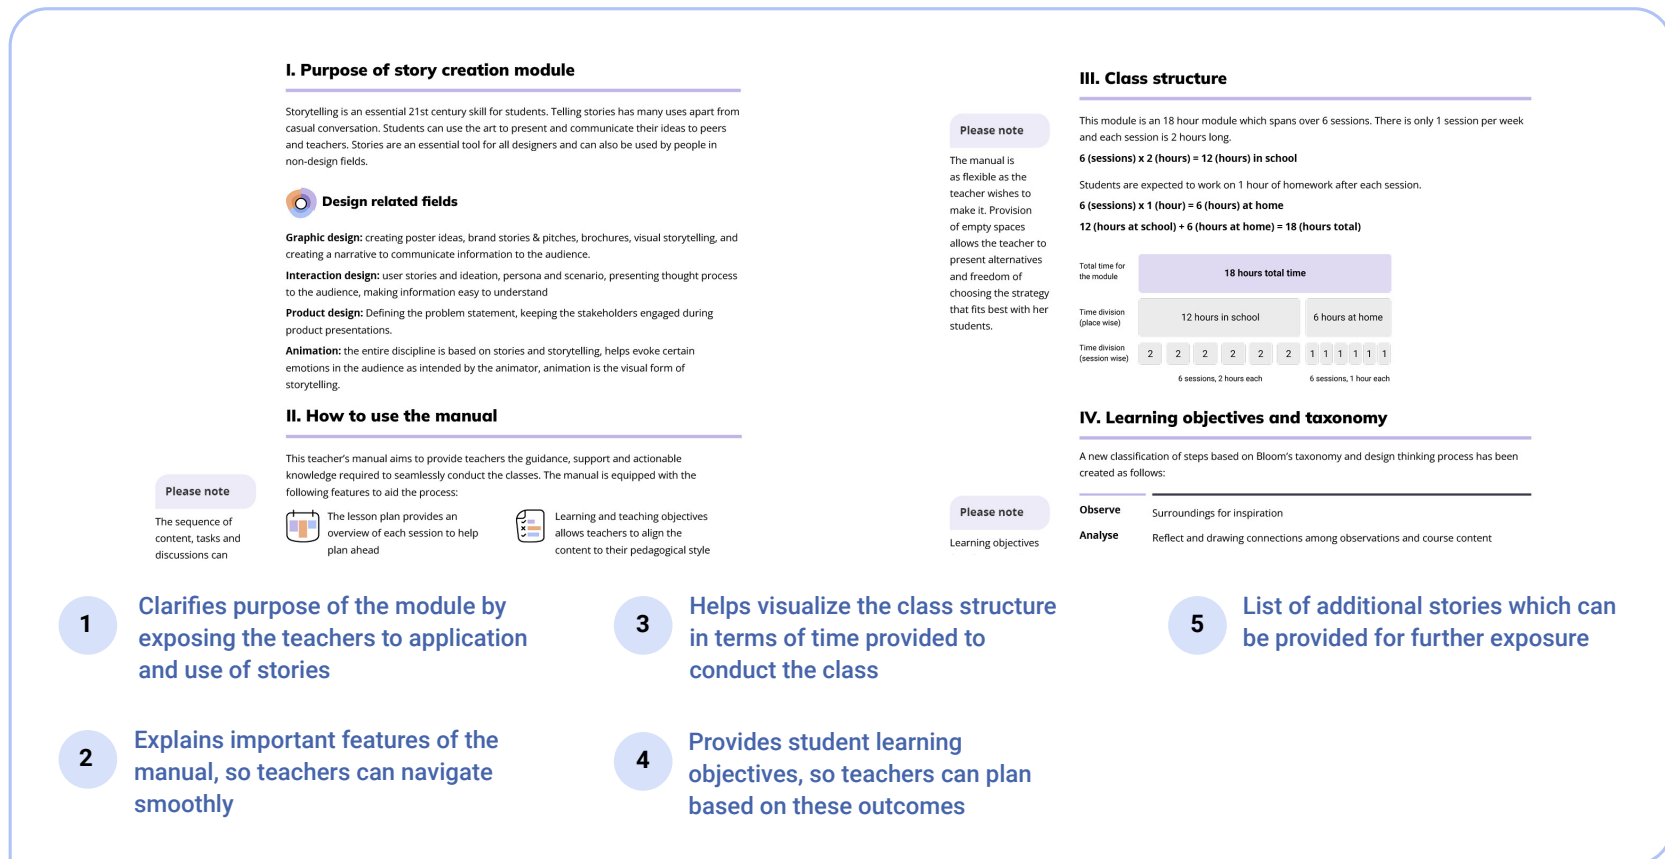 I. Purpose of story creation module
Storytelling is an essential 21st century skill for students. Telling stories has many uses apart from
casual conversation. Students can use the art to present and communicate their ideas to peers
and teachers. Stories are an essential tool for all designers and can also be used by people in
non-design fields.
Design related fields
Graphic design: creating poster ideas, brand stories & pitches, brochures, visual storytelling, and
creating a narrative to communicate information to the audience.
Interaction design: user stories and ideation, persona and scenario, presenting thought process
to the audience, making information easy to understand
Product design: Defining the problem statement, keeping the stakeholders engaged during
product presentations.
Animation: the entire discipline is based on stories and storytelling, helps evoke certain
emotions in the audience as intended by the animator, animation is the visual form of
storytelling.
II. How to use the manual
This teacher's manual aims to provide teachers the guidance, support and actionable
knowledge required to seamlessly conduct the classes. The manual is equipped with the
following features to aid the process:
Please note
The sequence of
content, tasks and
discussions can
The lesson plan provides an
overview of each session to help
plan ahead
Learning and teaching objectives
allows teachers to align the
content to their pedagogical style
III. Class structure
Please note
The manual is
as flexible as the
teacher wishes to
make it. Provision
of empty spaces
allows the teacher to
present alternatives
and freedom of
choosing the strategy
that fits best with her
students.
This module is an 18 hour module which spans over 6 sessions. There is only 1 session per week
and each session is 2 hours long.
6 (sessions) x 2 (hours) = 12 (hours) in school
Students are expected to work on 1 hour of homework after each session.
6 (sessions) x 1 (hour) = 6 (hours) at home
12 (hours at school) + 6 (hours at home) = 18 (hours total)
Total time for
the module
18 hours total time
Time division
(place wise)
12 hours in school
6 hours at home
Time division
(session wise)
2 2 2 2 2 2 1 1 1 1 1 1
6 sessions, 2 hours each
6 sessions, 1 hour each
IV. Learning objectives and taxonomy
A new classification of steps based on Bloom's taxonomy and design thinking process has been
created as follows:
Please note
Learning objectives
Observe Surroundings for inspiration
Analyse Reflect and drawing connections among observations and course content
1
Clarifies purpose of the module by
exposing the teachers to application
and use of stories
2
Explains important features of the
manual, so teachers can navigate
smoothly
3
Helps visualize the class structure
in terms of time provided to
conduct the class
4
Provides student learning
objectives, so teachers can plan
based on these outcomes
5
List of additional stories which can
be provided for further exposure